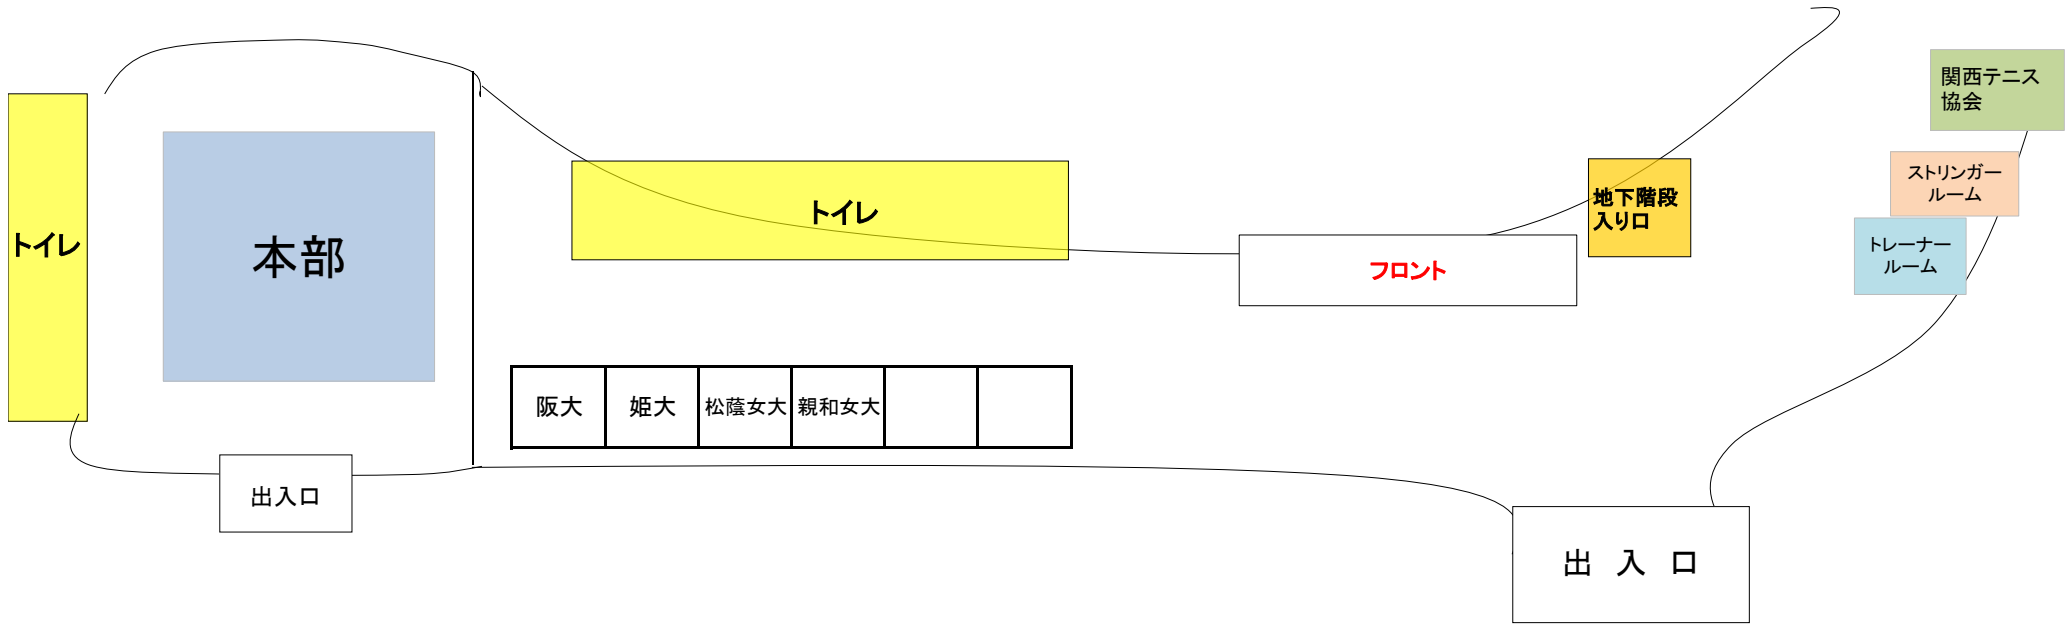 関西テニス
協会
ストリンガー
ルーム
トレーナー
ルーム
地下階段
入り口
トイレ
トイレ
本部
フロント
阪大
姫大
松蔭女大
親和女大
出入口
出　入　口